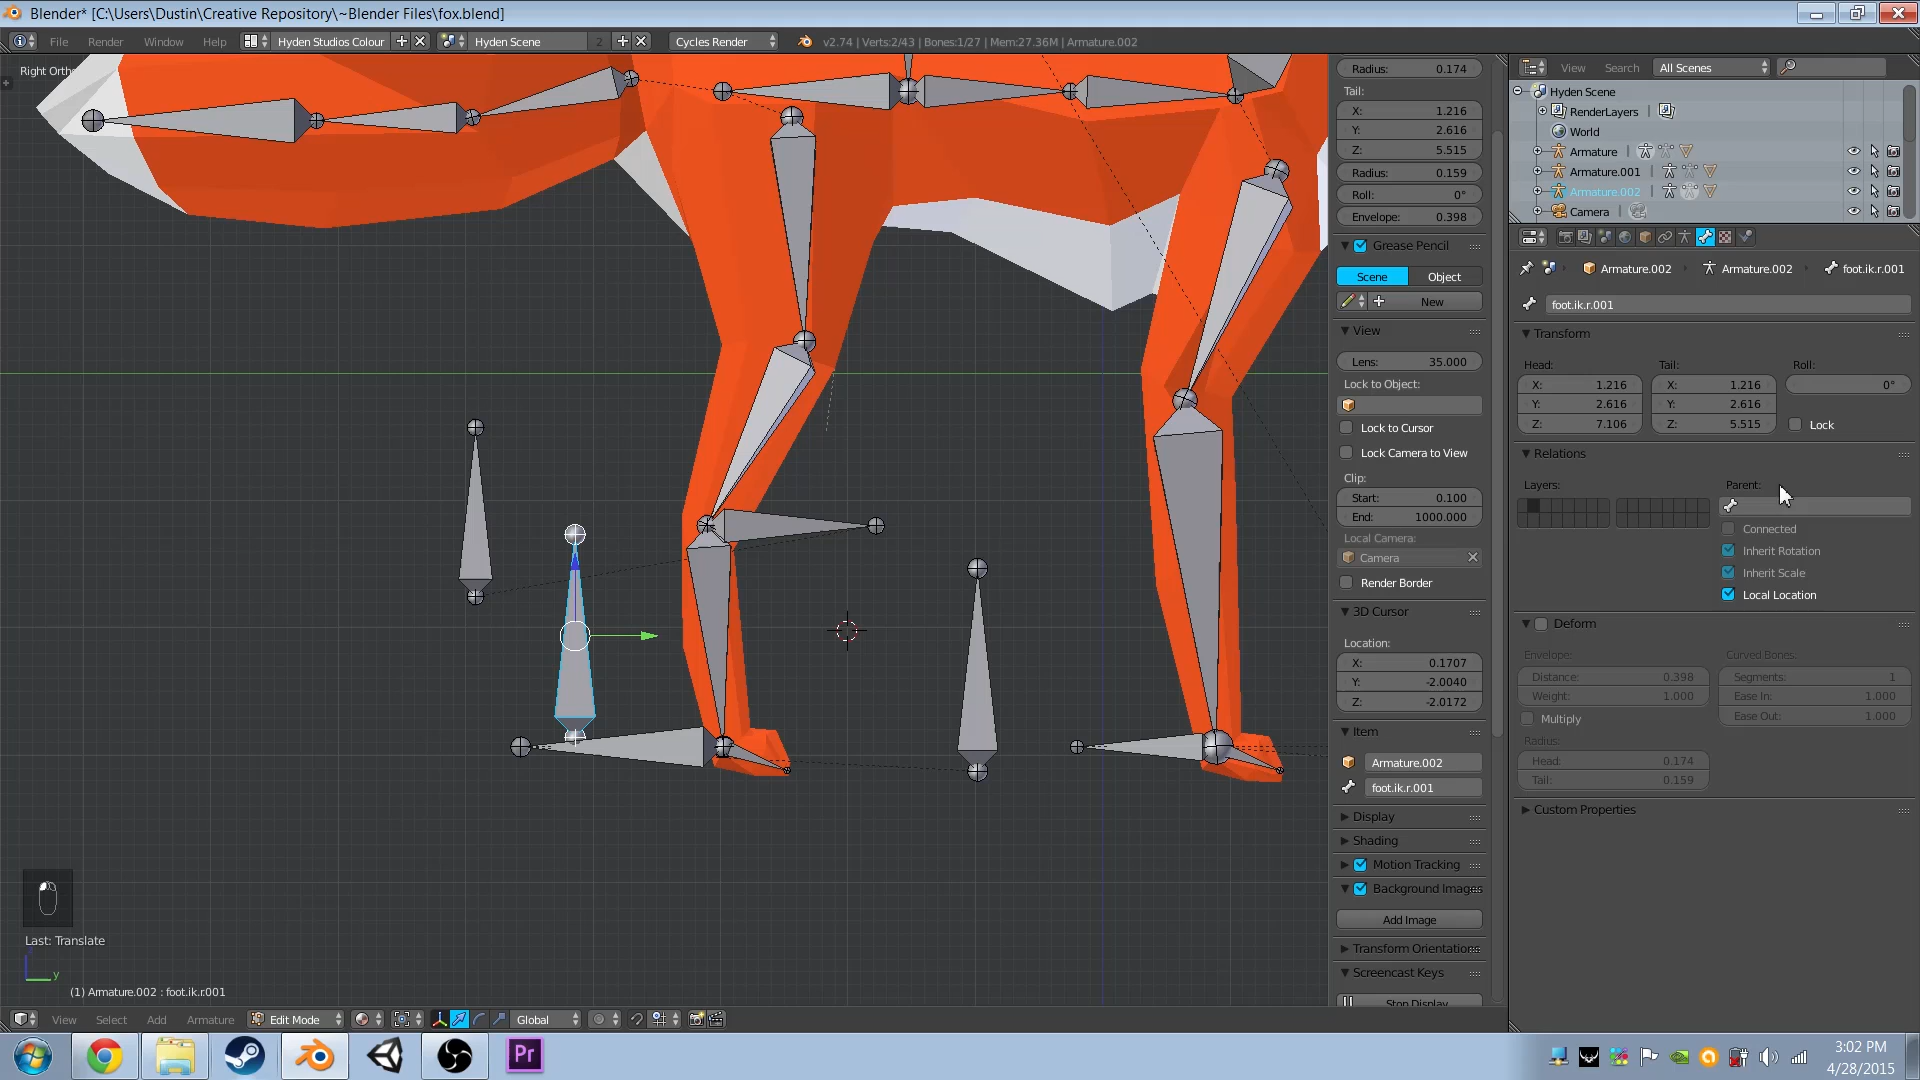 Blender* [C:\Users\Dustin\Creative Repository\~Blender Files\fox.blend]
File Render Window Help Hyden Studios Colour Hyden Scene 2 Cycles Render v2.74 | Verts:2/43 | Bones:1/27 | Mem:27.36M | Armature.002
Right Ortho
Radius: 0.174
Tail:
X: 1.216
Y: 2.616
Z: 5.515
Radius: 0.159
Roll: 0°
Envelope: 0.398
Grease Pencil
Scene Object
New
View
Lens: 35.000
Lock to Object:
Lock to Cursor
Lock Camera to View
Clip:
Start: 0.100
End: 1000.000
Local Camera:
Camera
Render Border
3D Cursor
Location:
X: 0.1707
Y: -2.0040
Z: -2.0172
Item
Armature.002
foot.ik.r.001
Display
Shading
Motion Tracking
Background Images
Add Image
Transform Orientations
Screencast Keys
Stop Display
View Search All Scenes
Hyden Scene
RenderLayers
World
Armature
Armature.001
Armature.002
Camera
Armature.002 Armature.002 foot.ik.r.001
foot.ik.r.001
Transform
Head: Tail: Roll:
X: 1.216 X: 1.216 0°
Y: 2.616 Y: 2.616
Z: 7.106 Z: 5.515 Lock
Relations
Layers: Parent:
Connected
Inherit Rotation
Inherit Scale
Local Location
Deform
Envelope: Curved Bones:
Distance: 0.398 Segments: 1
Weight: 1.000 Ease In: 1.000
Multiply Ease Out: 1.000
Radius:
Head: 0.174
Tail: 0.159
Custom Properties
Last: Translate
y
(1) Armature.002 : foot.ik.r.001
View Select Add Armature Edit Mode Global
Pr
3:02 PM
4/28/2015